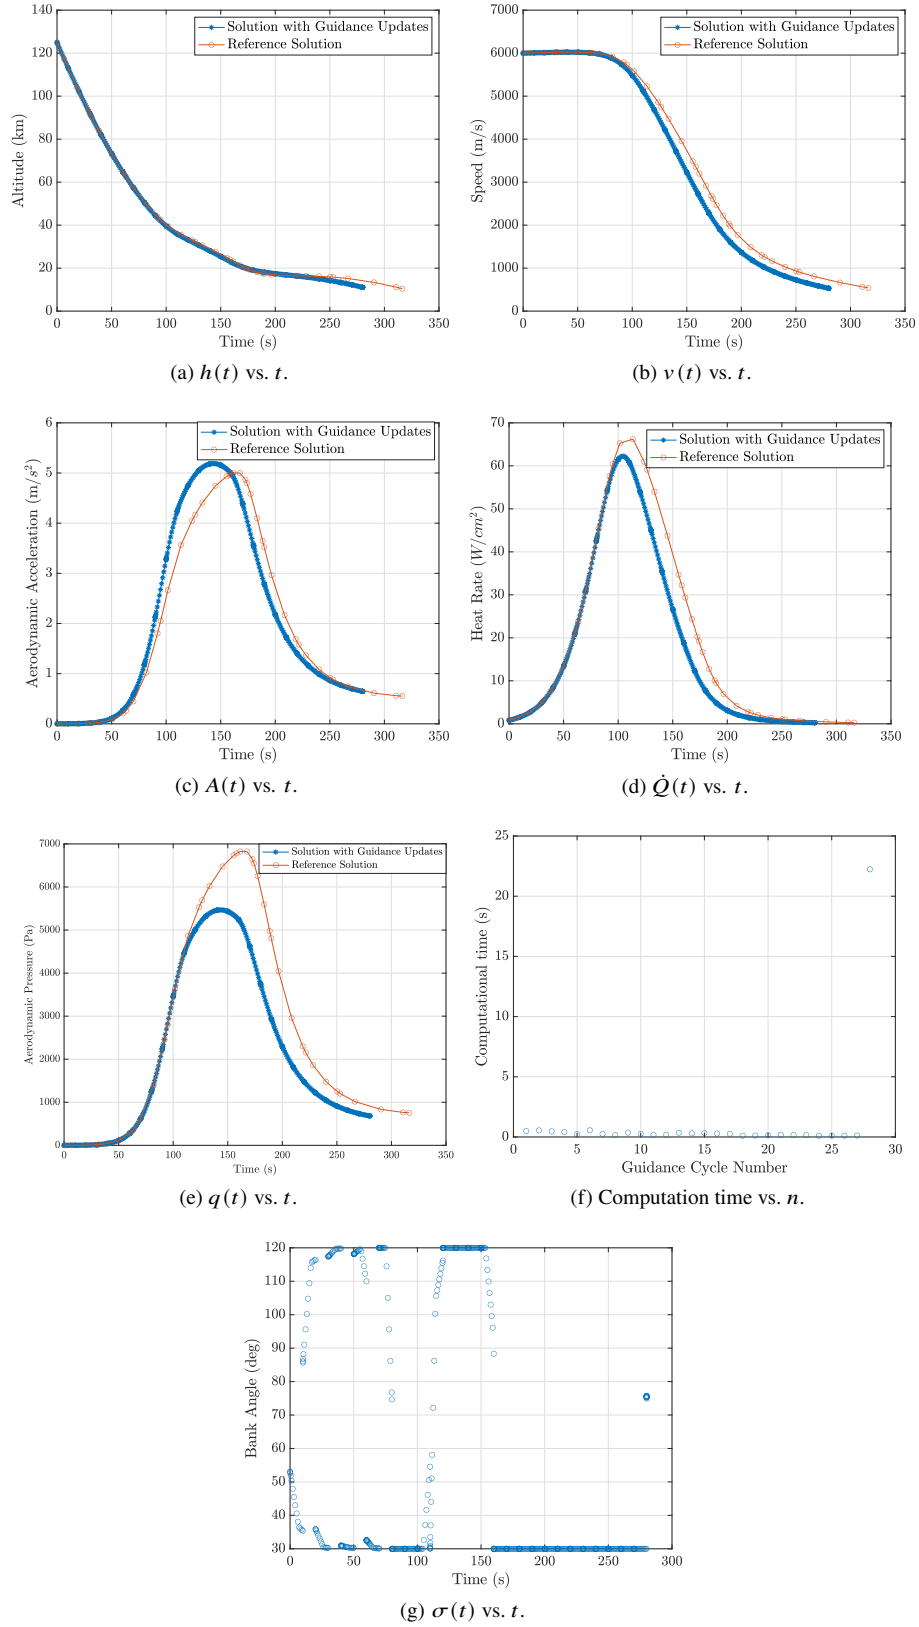 140
120
100
80
60
40
20
0
Altitude (km)
Solution with Guidance Updates
Reference Solution
0 50 100 150 200 250 300 350
Time (s)
(a) h(t) vs. t.
7000
6000
5000
4000
3000
2000
1000
0
Speed (m/s)
Solution with Guidance Updates
Reference Solution
0 50 100 150 200 250 300 350
Time (s)
(b) v(t) vs. t.
6
5
4
3
2
1
0
Aerodynamic Acceleration (m/s²)
Solution with Guidance Updates
Reference Solution
0 50 100 150 200 250 300 350
Time (s)
(c) A(t) vs. t.
70
60
50
40
30
20
10
0
Heat Rate (W/cm²)
Solution with Guidance Updates
Reference Solution
0 50 100 150 200 250 300 350
Time (s)
(d) Q̇(t) vs. t.
7000
6000
5000
4000
3000
2000
1000
0
Aerodynamic Pressure (Pa)
Solution with Guidance Updates
Reference Solution
0 50 100 150 200 250 300 350
Time (s)
(e) q(t) vs. t.
25
20
15
10
5
0
Computational time (s)
0 5 10 15 20 25 30
Guidance Cycle Number
(f) Computation time vs. n.
120
110
100
90
80
70
60
50
40
30
Bank Angle (deg)
0 50 100 150 200 250 300
Time (s)
(g) σ(t) vs. t.